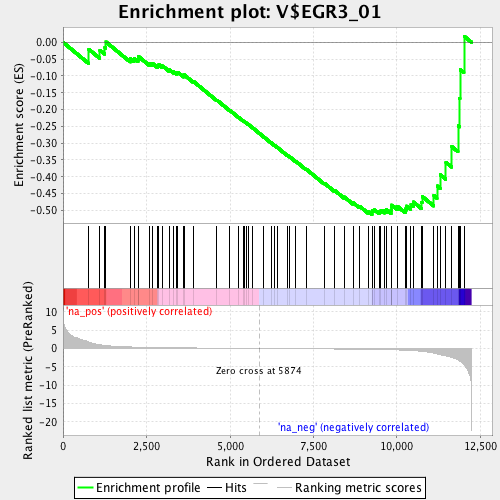 Enrichment plot: V$EGR3_01
Enrichment score (ES)
0.00
-0.05
-0.10
-0.15
-0.20
-0.25
-0.30
-0.35
-0.40
-0.45
-0.50
Ranked list metric (PreRanked)
10
5
0
-5
-10
-15
-20
'na_pos' (positively correlated)
Zero cross at 5874
'na_neg' (negatively correlated)
0
2,500
5,000
7,500
10,000
12,500
Rank in Ordered Dataset
Enrichment profile
Hits
Ranking metric scores